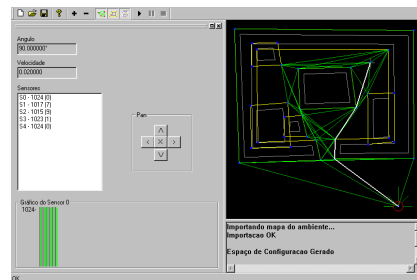 Angulo
90.000000°
Velocidade
0.020000
Sensores
S0 - 1024 (0)
S1 - 1017 (7)
S2 - 1015 (9)
S3 - 1023 (1)
S4 - 1024 (0)
Pan
X
Gráfico do Sensor 0
1024-
Importando mapa do ambiente...
Importacao OK
Espaço de Configuracao Gerado
OK